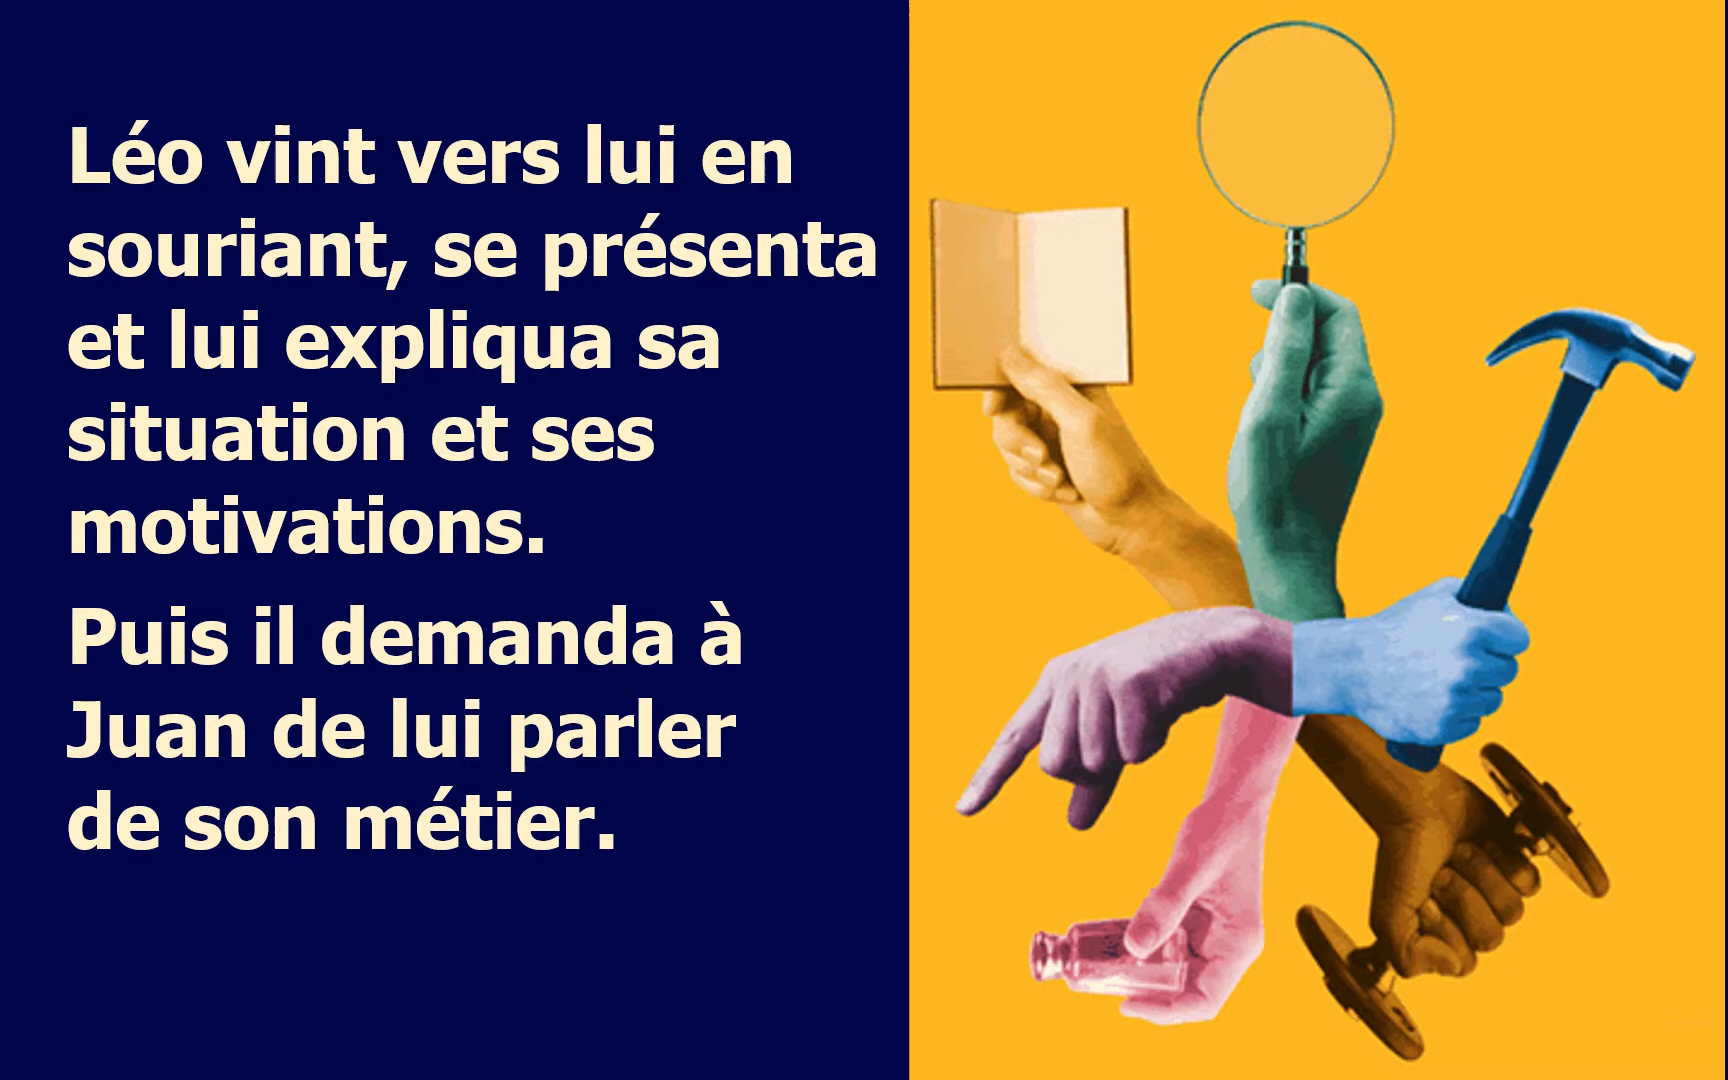 Léo vint vers lui en
souriant, se présenta
et lui expliqua sa
situation et ses
motivations.
Puis il demanda à
Juan de lui parler
de son métier.